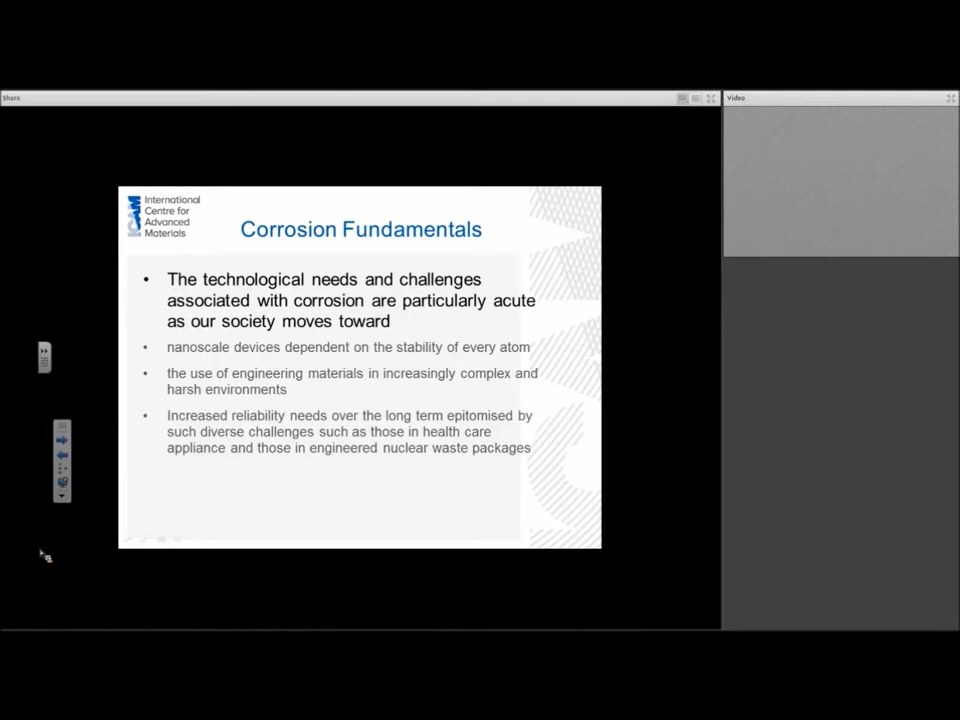 Share
Video
ICAM
International
Centre for
Advanced
Materials
Corrosion Fundamentals
• The technological needs and challenges
associated with corrosion are particularly acute
as our society moves toward
• nanoscale devices dependent on the stability of every atom
• the use of engineering materials in increasingly complex and
harsh environments
• Increased reliability needs over the long term epitomised by
such diverse challenges such as those in health care
appliance and those in engineered nuclear waste packages